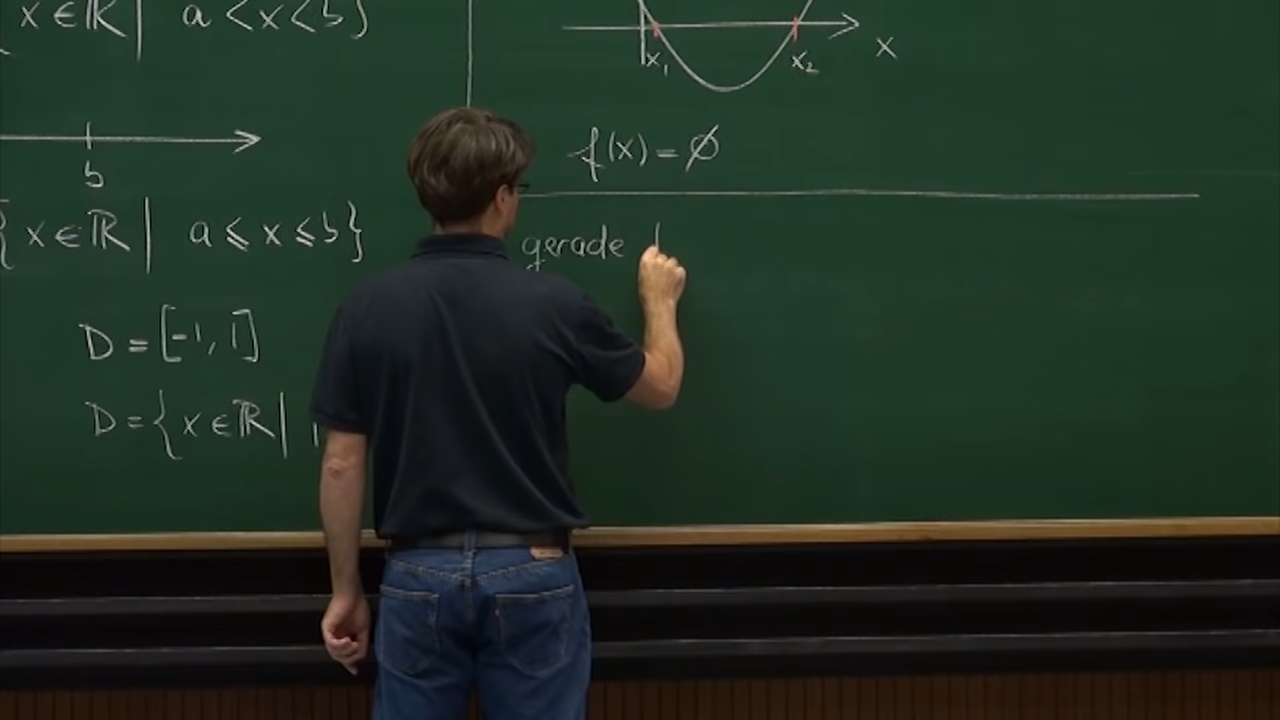 x ∈ ℝ | a < x < b }
b
{ x ∈ ℝ | a ≤ x ≤ b }
D = [-1, 1]
D = { x ∈ ℝ |
x₁ x₂ x
f(x) = ∅
gerade